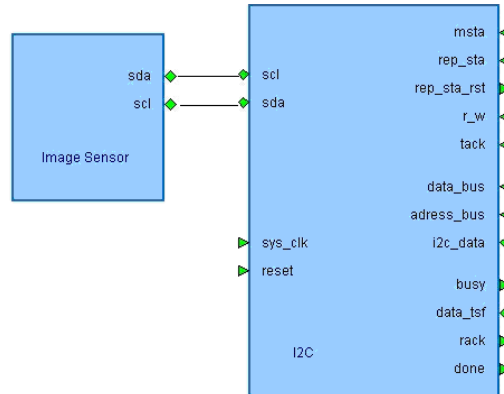 sda
scl
Image Sensor
scl
sda
sys_clk
reset
I2C
msta
rep_sta
rep_sta_rst
r_w
tack
data_bus
adress_bus
i2c_data
busy
data_tsf
rack
done